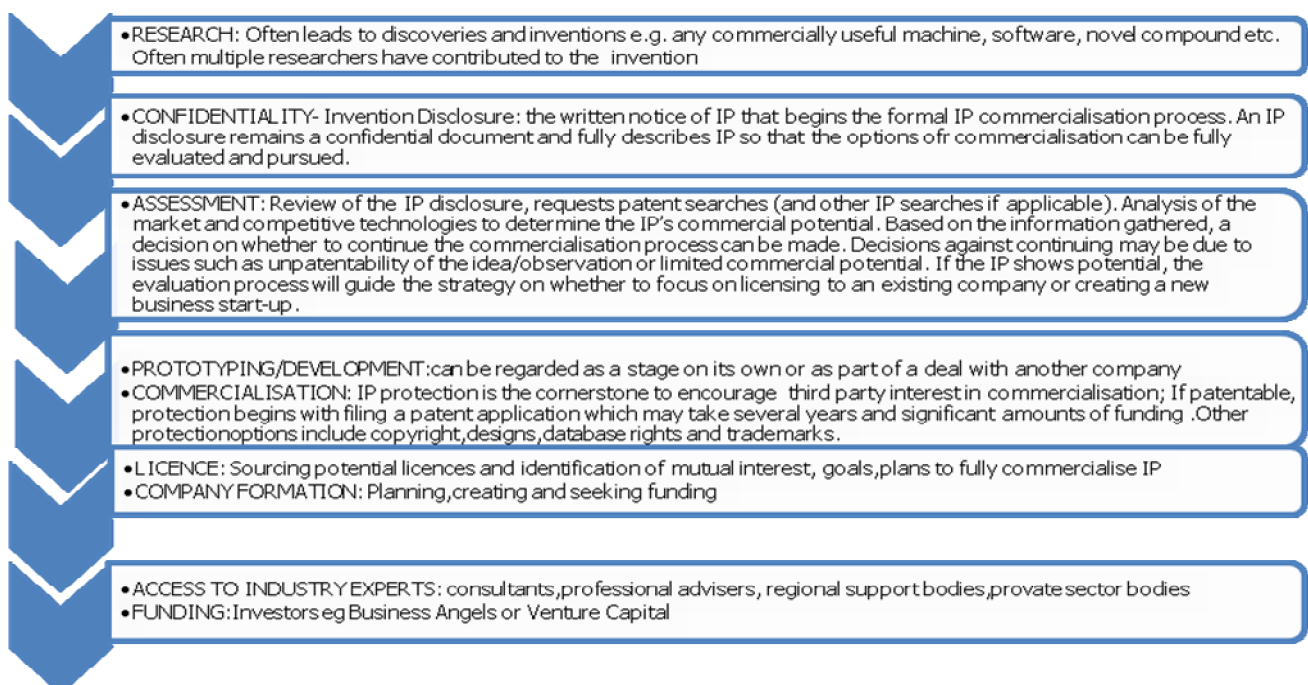 •RESEARCH: Often leads to discoveries and inventions e.g. any commercially useful machine, software, novel compound etc.
Often multiple researchers have contributed to the invention
•CONFIDENTIALITY- Invention Disclosure: the written notice of IP that begins the formal IP commercialisation process. An IP
disclosure remains a confidential document and fully describes IP so that the options ofr commercialisation can be fully
evaluated and pursued.
•ASSESSMENT: Review of the IP disclosure, requests patent searches (and other IP searches if applicable). Analysis of the
market and competitive technologies to determine the IP's commercial potential. Based on the information gathered, a
decision on whether to continue the commercialisation process can be made. Decisions against continuing may be due to
issues such as unpatentability of the idea/observation or limited commercial potential. If the IP shows potential, the
evaluation process will guide the strategy on whether to focus on licensing to an existing company or creating a new
business start-up.
•PROTOTYPING/DEVELOPMENT:can be regarded as a stage on its own or as part of a deal with another company
•COMMERCIALISATION: IP protection is the cornerstone to encourage third party interest in commercialisation; If patentable,
protection begins with filing a patent application which may take several years and significant amounts of funding .Other
protectionoptions include copyright,designs,database rights and trademarks.
•LICENCE: Sourcing potential licences and identification of mutual interest, goals,plans to fully commercialise IP
•COMPANY FORMATION: Planning,creating and seeking funding
•ACCESS TO INDUSTRY EXPERTS: consultants,professional advisers, regional support bodies,provate sector bodies
•FUNDING:Investors eg Business Angels or Venture Capital